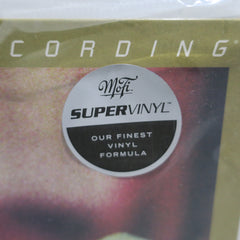 CORDING
MoFi
SUPERVINYL™
OUR FINEST
VINYL
FORMULA